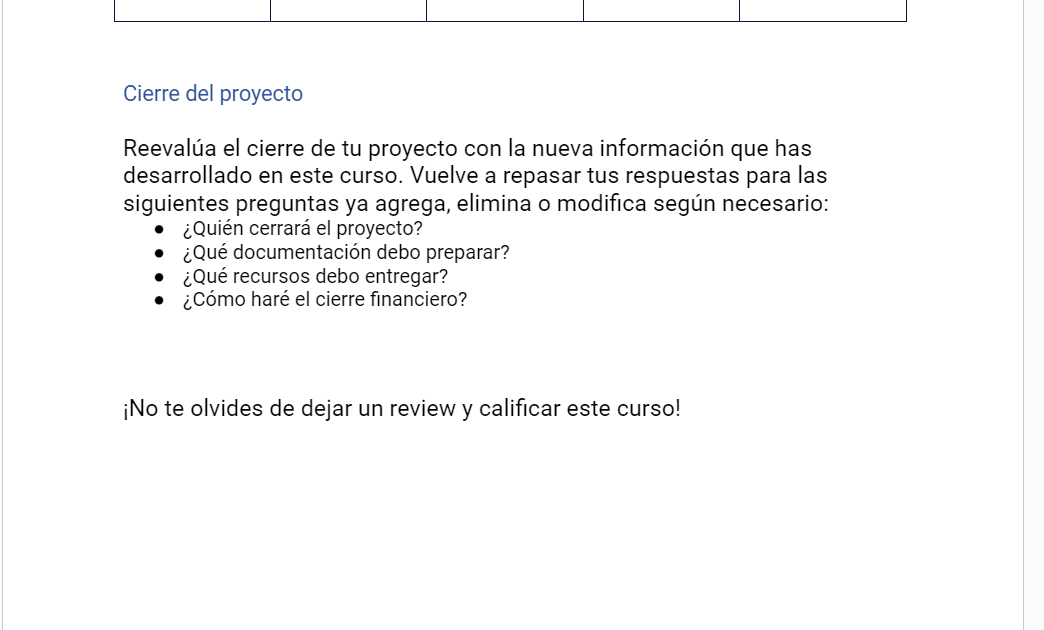 Cierre del proyecto
Reevalúa el cierre de tu proyecto con la nueva información que has
desarrollado en este curso. Vuelve a repasar tus respuestas para las
siguientes preguntas ya agrega, elimina o modifica según necesario:
● ¿Quién cerrará el proyecto?
● ¿Qué documentación debo preparar?
● ¿Qué recursos debo entregar?
● ¿Cómo haré el cierre financiero?
¡No te olvides de dejar un review y calificar este curso!